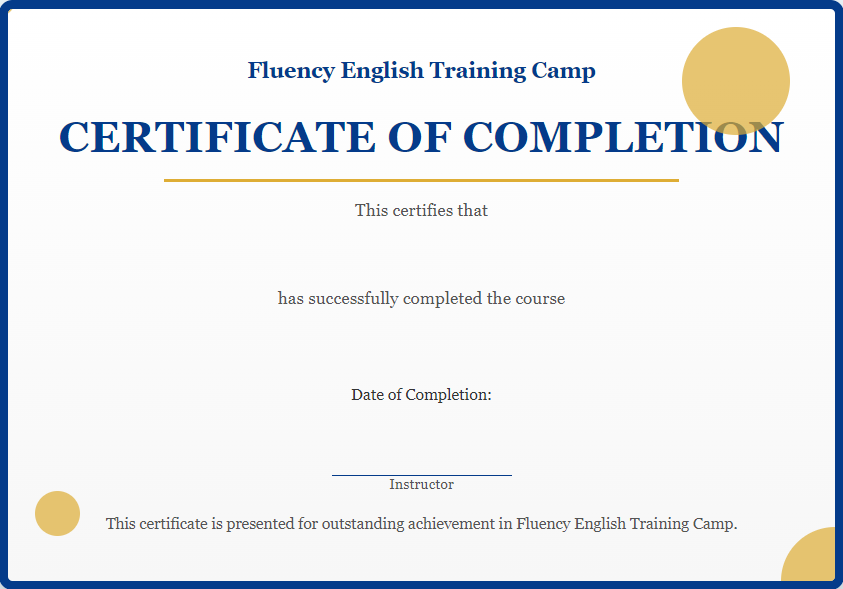 Fluency English Training Camp
CERTIFICATE OF COMPLETION
This certifies that
has successfully completed the course
Date of Completion:
Instructor
This certificate is presented for outstanding achievement in Fluency English Training Camp.